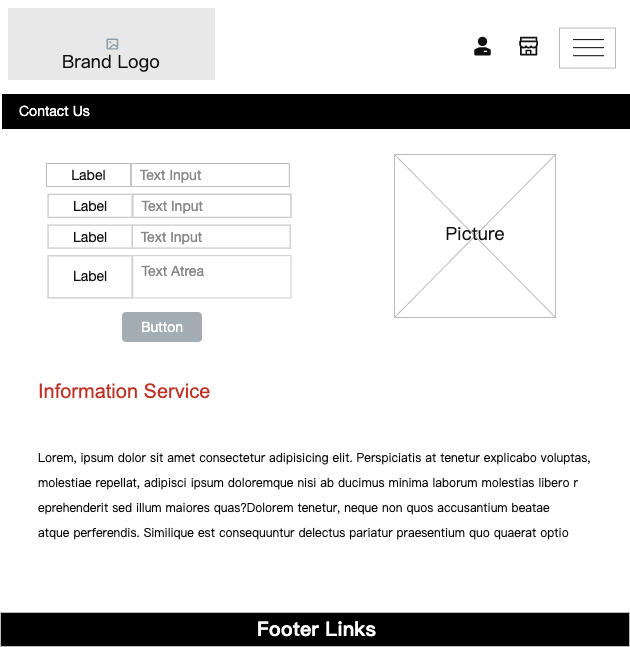 Brand Logo
Contact Us
Label
Text Input
Label
Text Input
Label
Text Input
Label
Text Atrea
Button
Picture
Information Service
Lorem, ipsum dolor sit amet consectetur adipisicing elit. Perspiciatis at tenetur explicabo voluptas,
molestiae repellat, adipisci ipsum doloremque nisi ab ducimus minima laborum molestias libero r
eprehenderit sed illum maiores quas?Dolorem tenetur, neque non quos accusantium beatae
atque perferendis. Similique est consequuntur delectus pariatur praesentium quo quaerat optio
Footer Links